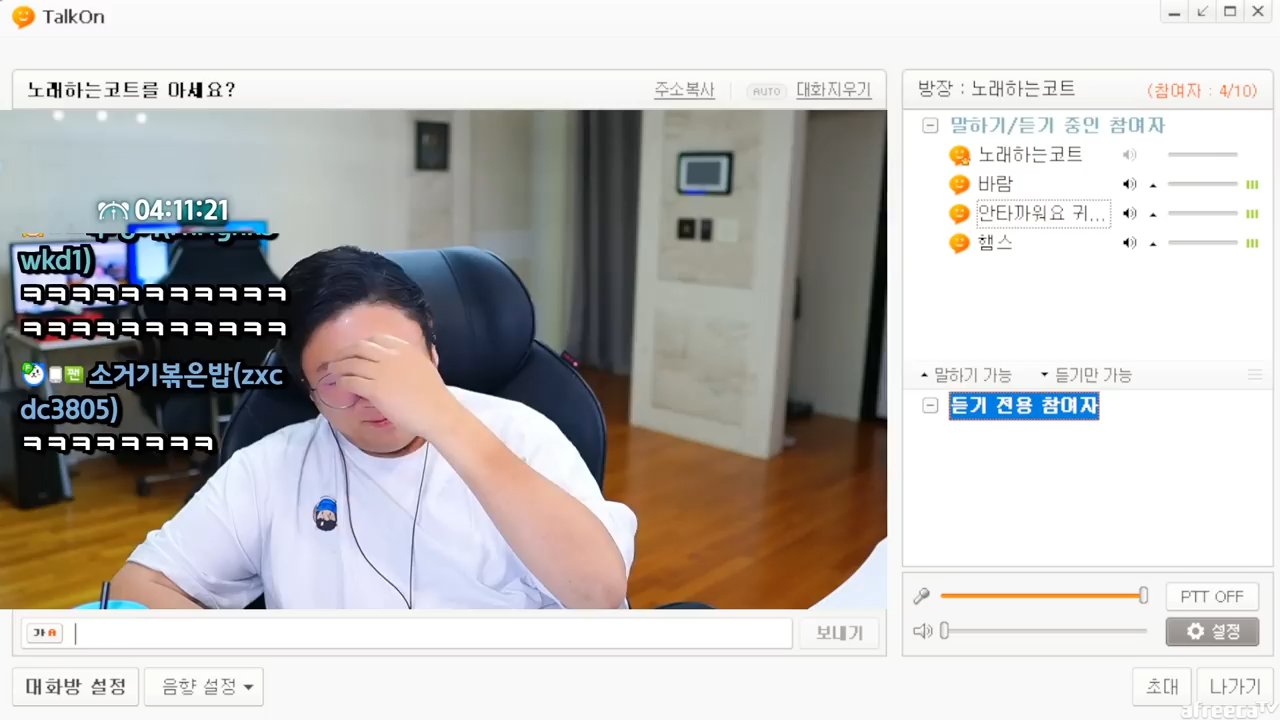 TalkOn
노래하는코트를 아세요?
주소복사
AUTO
대화지우기
방장 : 노래하는코트
(참여자 : 4/10)
말하기/듣기 중인 참여자
노래하는코트
바람
안타까워요 귀...
햄스
04:11:21
wkd1)
ㅋㅋㅋㅋㅋㅋㅋㅋㅋㅋㅋ
ㅋㅋㅋㅋㅋㅋㅋㅋㅋㅋㅋ
팬 소거기볶은밥(zxc
dc3805)
ㅋㅋㅋㅋㅋㅋㅋㅋ
말하기 가능
듣기만 가능
듣기 전용 참여자
PTT OFF
설정
가A
보내기
대화방 설정
음향 설정
초대
나가기
afreecaTV